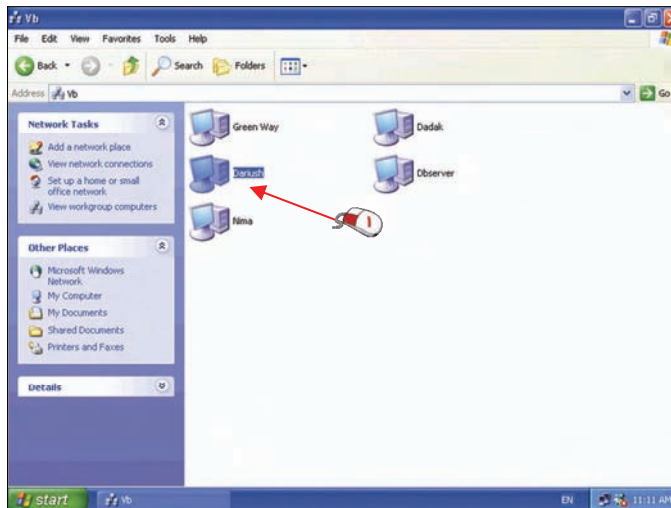 Vb
File Edit View Favorites Tools Help
Back Search Folders
Address Vb Go
Network Tasks
Add a network place
View network connections
Set up a home or small
office network
View workgroup computers
Other Places
Microsoft Windows
Network
My Computer
My Documents
Shared Documents
Printers and Faxes
Details
Green Way
Dadak
Dariush
Observer
Nima
۱
start Vb EN 11:11 AM